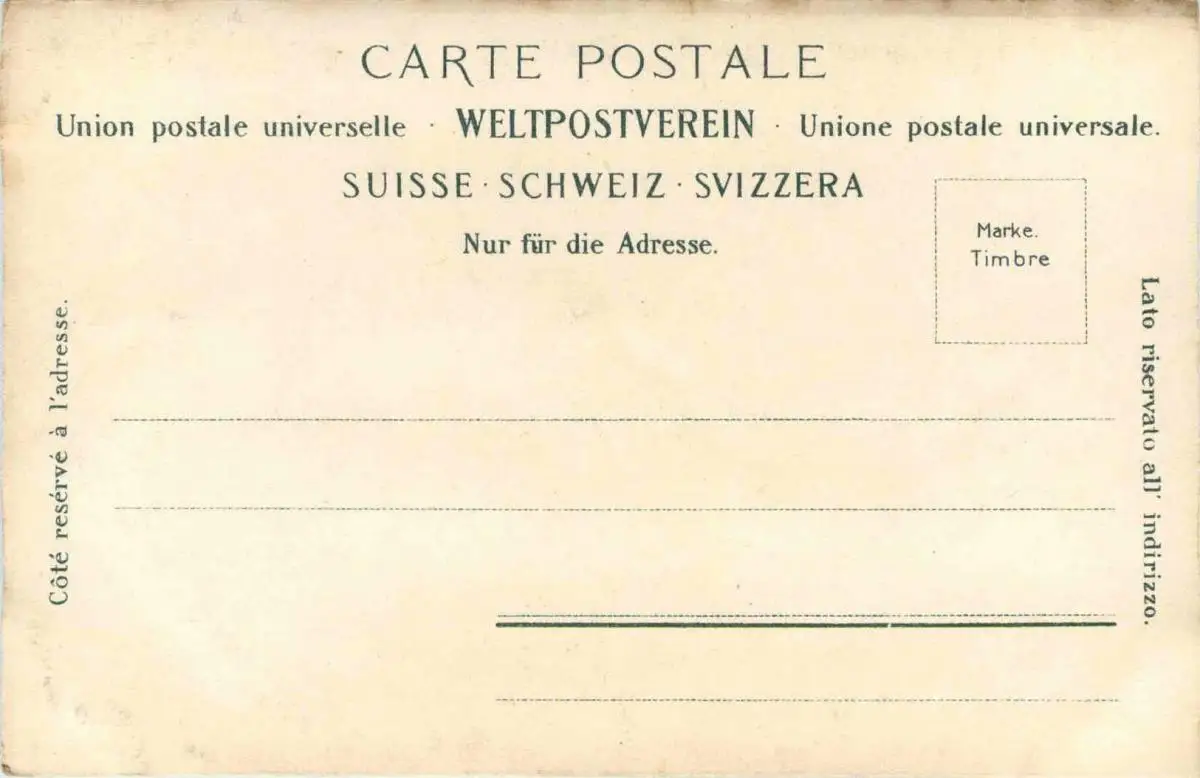 CARTE POSTALE
Union postale universelle · WELTPOSTVEREIN · Unione postale universale.
SUISSE · SCHWEIZ · SVIZZERA
Nur für die Adresse.
Marke.
Timbre
Côté resérvé à l'adresse.
Lato riservato all' indirizzo.